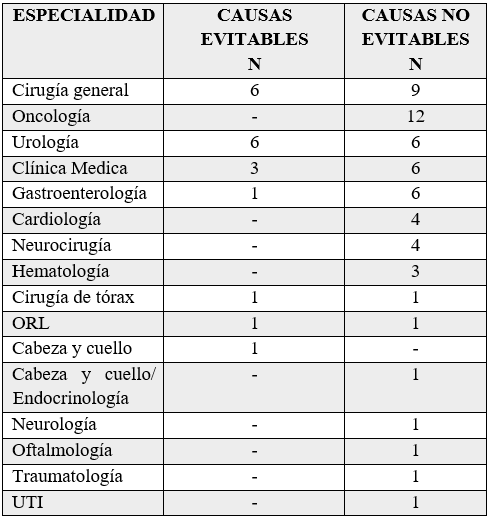 ESPECIALIDAD CAUSAS EVITABLES N CAUSAS NO EVITABLES N
Cirugía general 6 9
Oncología - 12
Urología 6 6
Clínica Medica 3 6
Gastroenterología 1 6
Cardiología - 4
Neurocirugía - 4
Hematología - 3
Cirugía de tórax 1 1
ORL 1 1
Cabeza y cuello 1 -
Cabeza y cuello/ Endocrinología - 1
Neurología - 1
Oftalmología - 1
Traumatología - 1
UTI - 1